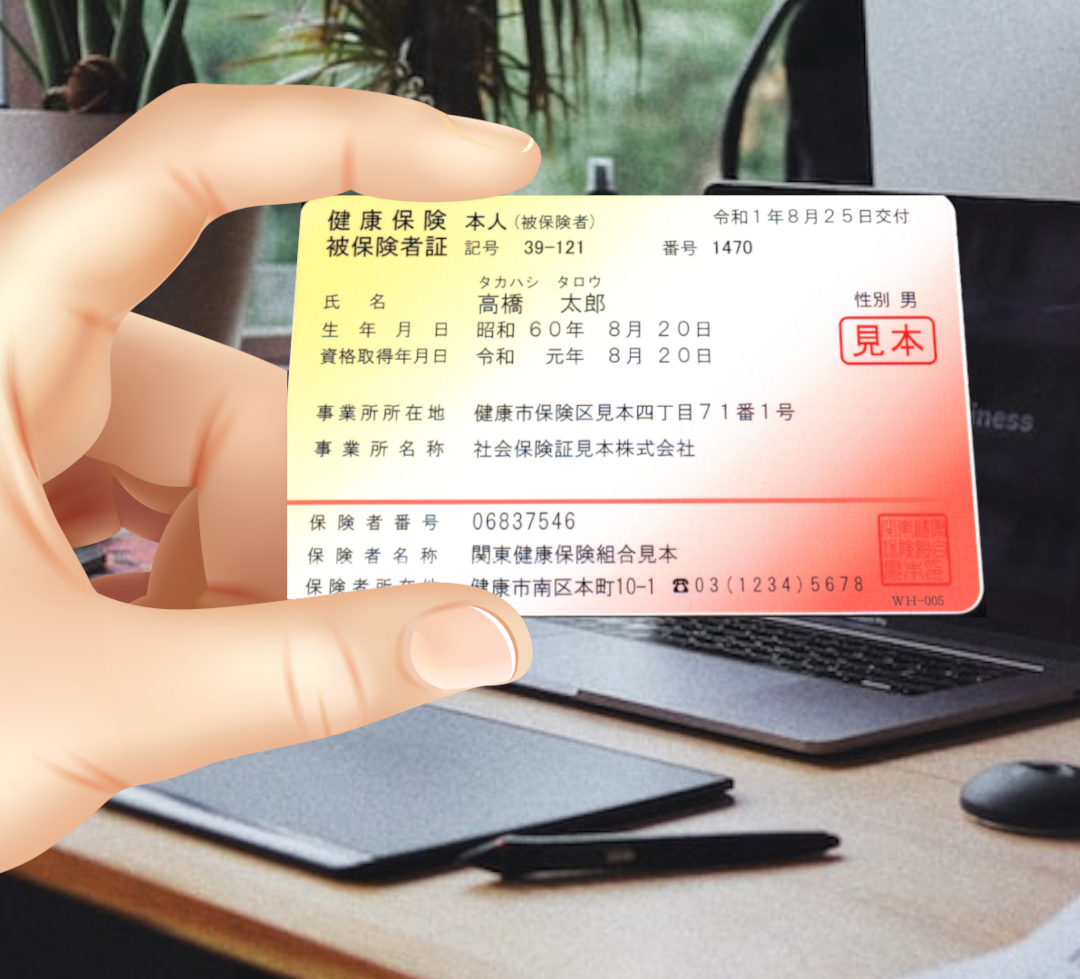 健康保険 本人(被保険者) 令和1年8月25日交付
被保険者証 記号 39-121 番号 1470
タカハシ タロウ
氏名 高橋 太郎 性別 男
生年月日 昭和60年 8月20日
見本
資格取得年月日 令和 元年 8月20日
事業所所在地 健康市保険区見本四丁目71番1号
事業所名称 社会保険証見本株式会社
保険者番号 06837546
保険者名称 関東健康保険組合見本
保険者所在地 健康市南区本町10-1 ☎03(1234)5678
WH-005